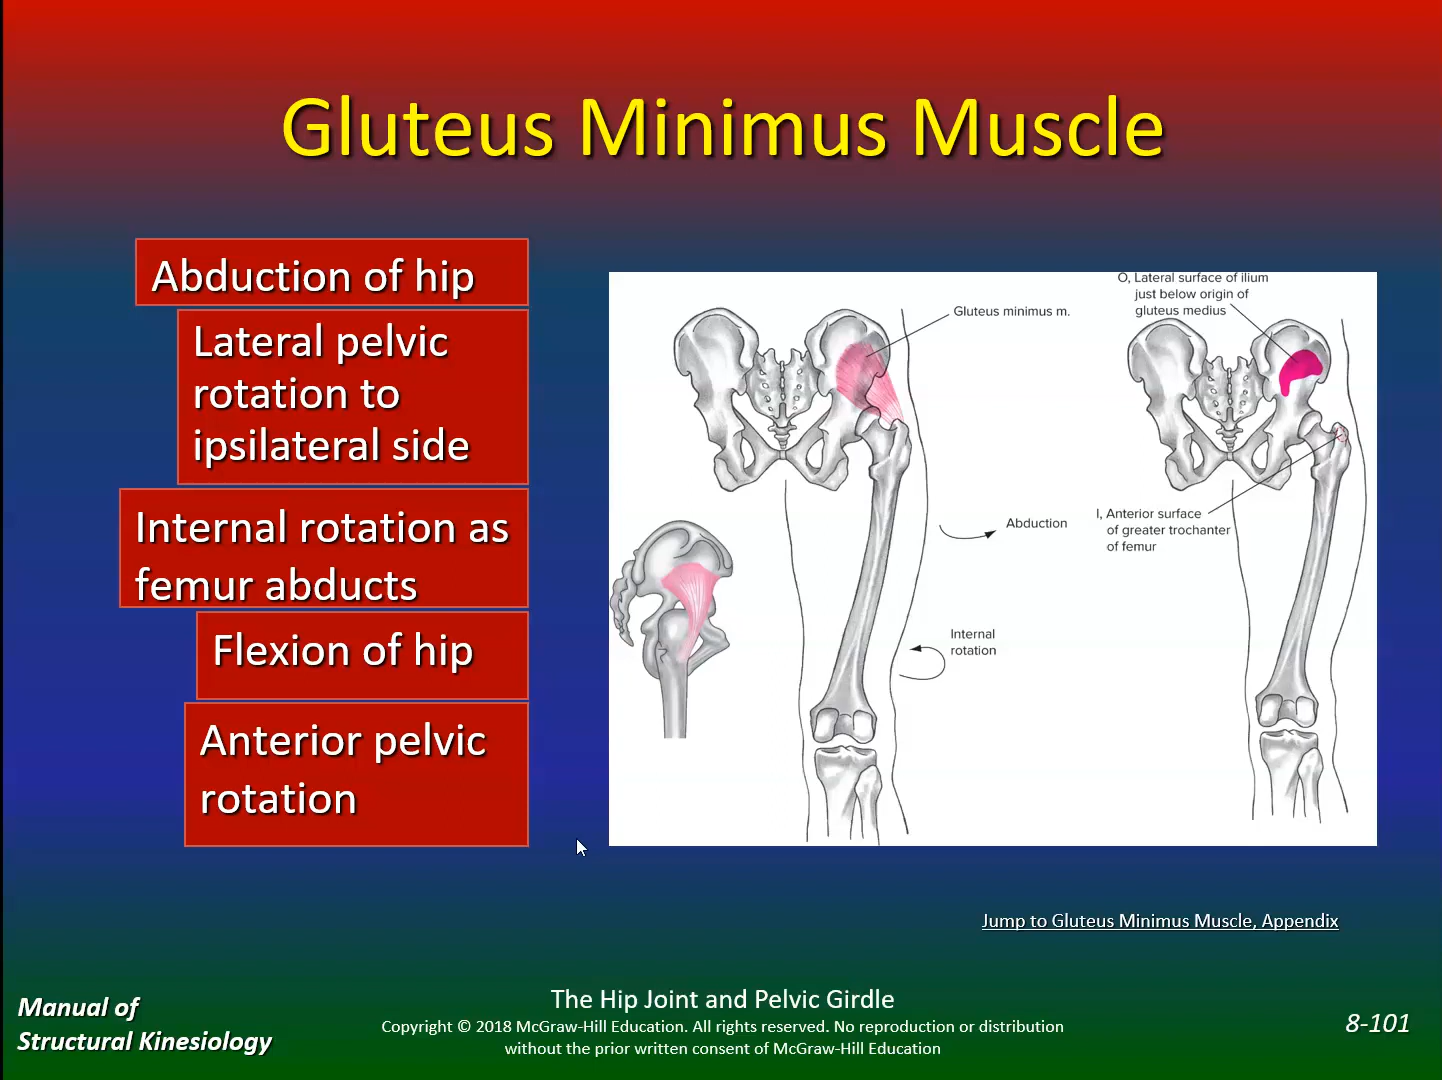 Gluteus Minimus Muscle
Abduction of hip
Lateral pelvic
rotation to
ipsilateral side
Internal rotation as
femur abducts
Flexion of hip
Anterior pelvic
rotation
Gluteus minimus m.
Abduction
Internal
rotation
O, Lateral surface of ilium
just below origin of
gluteus medius
I, Anterior surface
of greater trochanter
of femur
Jump to Gluteus Minimus Muscle, Appendix
Manual of
Structural Kinesiology
The Hip Joint and Pelvic Girdle
Copyright © 2018 McGraw-Hill Education. All rights reserved. No reproduction or distribution
without the prior written consent of McGraw-Hill Education
8-101